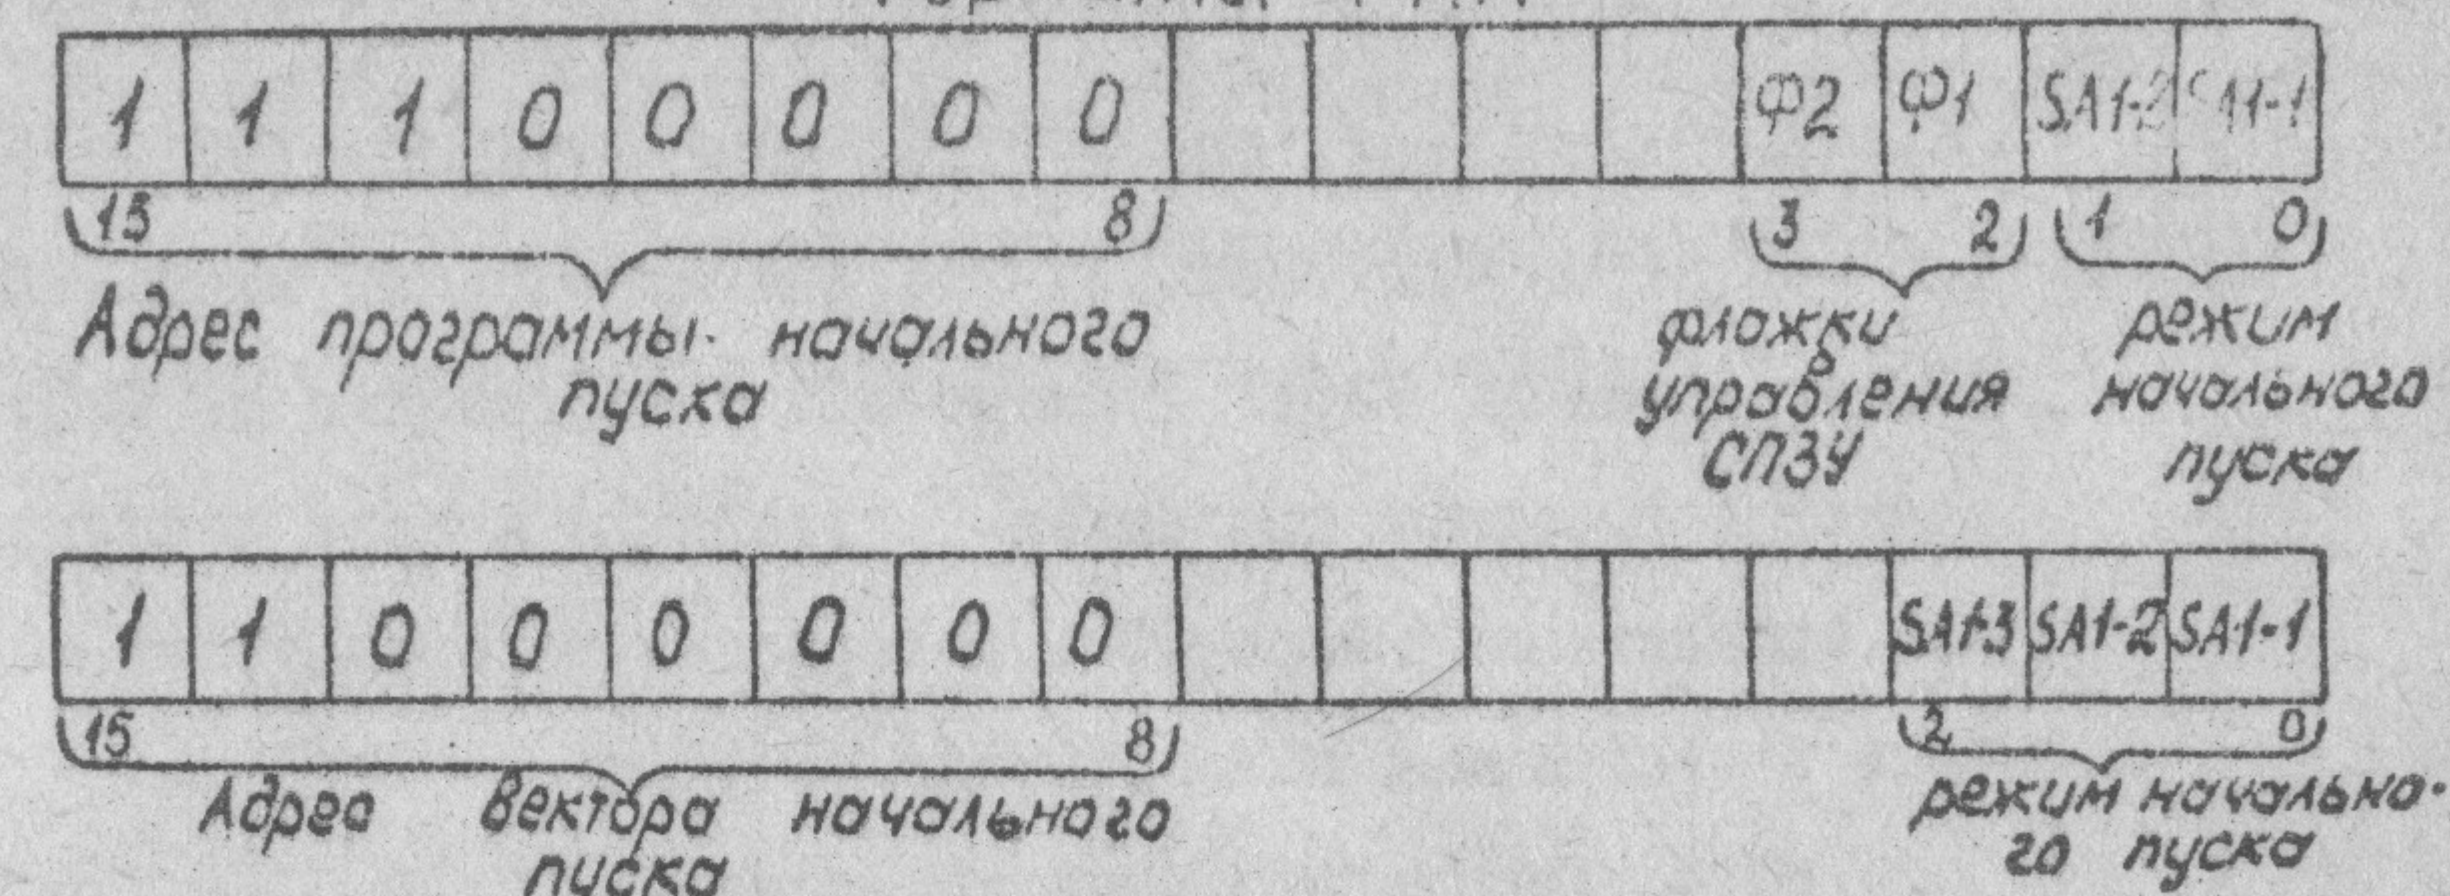 1 1 1 0 0 0 0 0 Ф2 Ф1 SA1-2 SA1-1
15 8 3 2 1 0
Адрес программы начального
пуска
флажки
управления
СПЗУ
режим
начального
пуска
1 1 0 0 0 0 0 0 SA1-3 SA1-2 SA1-1
15 8 2 0
Адрес вектора начального
пуска
режим начально-
го пуска